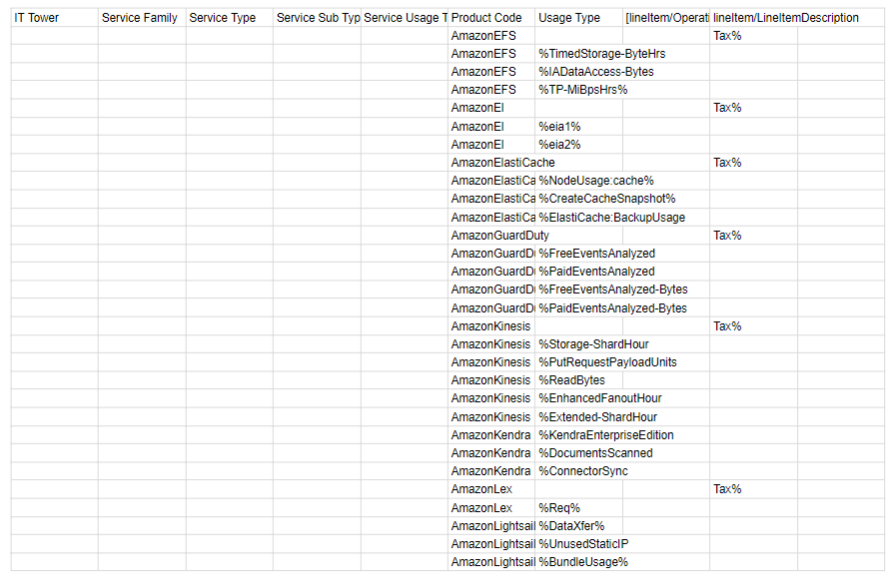 IT Tower Service Family Service Type Service Sub Typ Service Usage T Product Code Usage Type [lineItem/Operati lineItem/LineItemDescription
AmazonEFS Tax%
AmazonEFS %TimedStorage-ByteHrs
AmazonEFS %IADataAccess-Bytes
AmazonEFS %TP-MiBpsHrs%
AmazonEI Tax%
AmazonEI %eia1%
AmazonEI %eia2%
AmazonElastiCache Tax%
AmazonElastiCa %NodeUsage:cache%
AmazonElastiCa %CreateCacheSnapshot%
AmazonElastiCa %ElastiCache:BackupUsage
AmazonGuardDuty Tax%
AmazonGuardDu %FreeEventsAnalyzed
AmazonGuardDu %PaidEventsAnalyzed
AmazonGuardDu %FreeEventsAnalyzed-Bytes
AmazonGuardDu %PaidEventsAnalyzed-Bytes
AmazonKinesis Tax%
AmazonKinesis %Storage-ShardHour
AmazonKinesis %PutRequestPayloadUnits
AmazonKinesis %ReadBytes
AmazonKinesis %EnhancedFanoutHour
AmazonKinesis %Extended-ShardHour
AmazonKendra %KendraEnterpriseEdition
AmazonKendra %DocumentsScanned
AmazonKendra %ConnectorSync
AmazonLex Tax%
AmazonLex %Req%
AmazonLightsail %DataXfer%
AmazonLightsail %UnusedStaticIP
AmazonLightsail %BundleUsage%